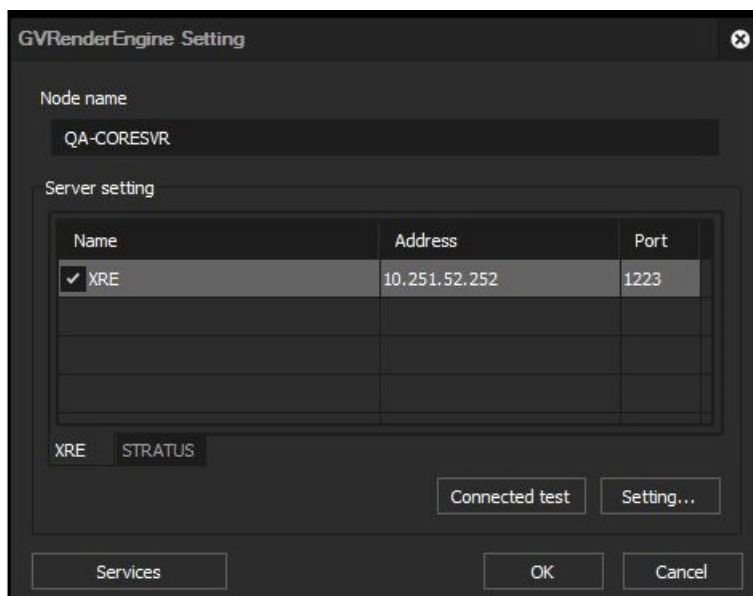 GVRenderEngine Setting
Node name
QA-CORESVR
Server setting
Name Address Port
XRE 10.251.52.252 1223
XRE STRATUS
Connected test Setting...
Services OK Cancel